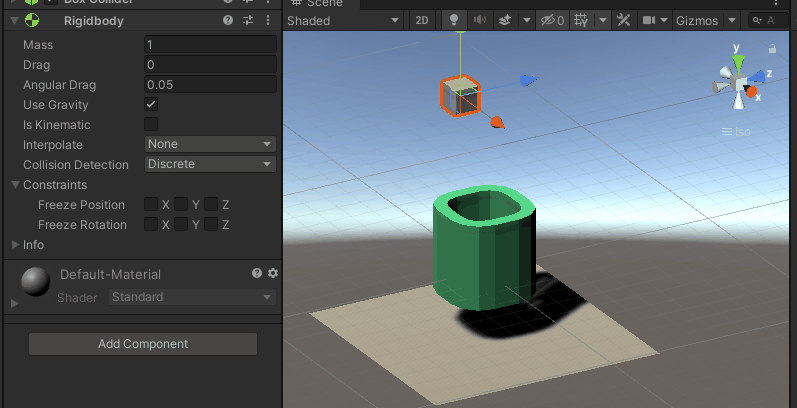 Box Collider
Rigidbody
Mass 1
Drag 0
Angular Drag 0.05
Use Gravity
Is Kinematic
Interpolate None
Collision Detection Discrete
Constraints
Freeze Position X Y Z
Freeze Rotation X Y Z
Info
Default-Material
Shader Standard
Add Component
Scene
Shaded 2D 0 Gizmos A
y
z
x
Iso